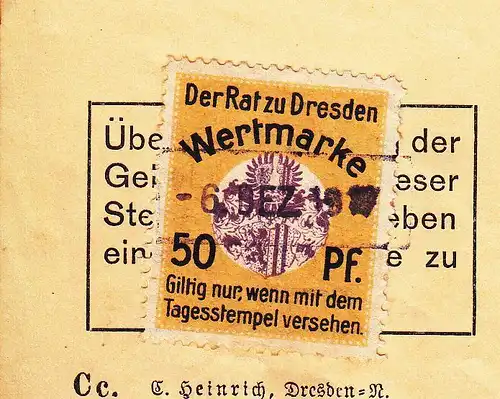 Der Rat zu Dresden
Wertmarke
- 6. DEZ. 19
50 Pf.
Giltig nur, wenn mit dem
Tagesstempel versehen.
Übe der
Ge eser
Ste eben
ein e zu
Cc. C. Heinrich, Dresden-N.